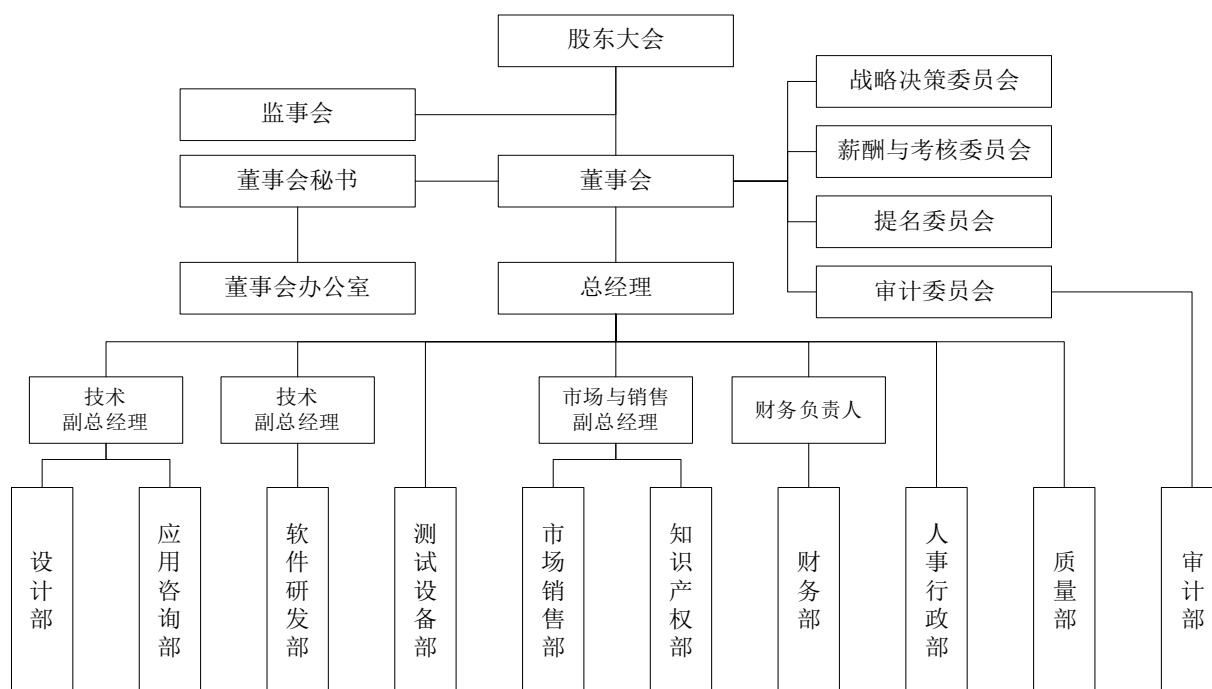 股东大会
战略决策委员会
监事会
薪酬与考核委员会
董事会秘书
董事会
提名委员会
董事会办公室
总经理
审计委员会
技术
副总经理
技术
副总经理
市场与销售
副总经理
财务负责人
设计部
应用咨询部
软件研发部
测试设备部
市场销售部
知识产权部
财务部
人事行政部
质量部
审计部